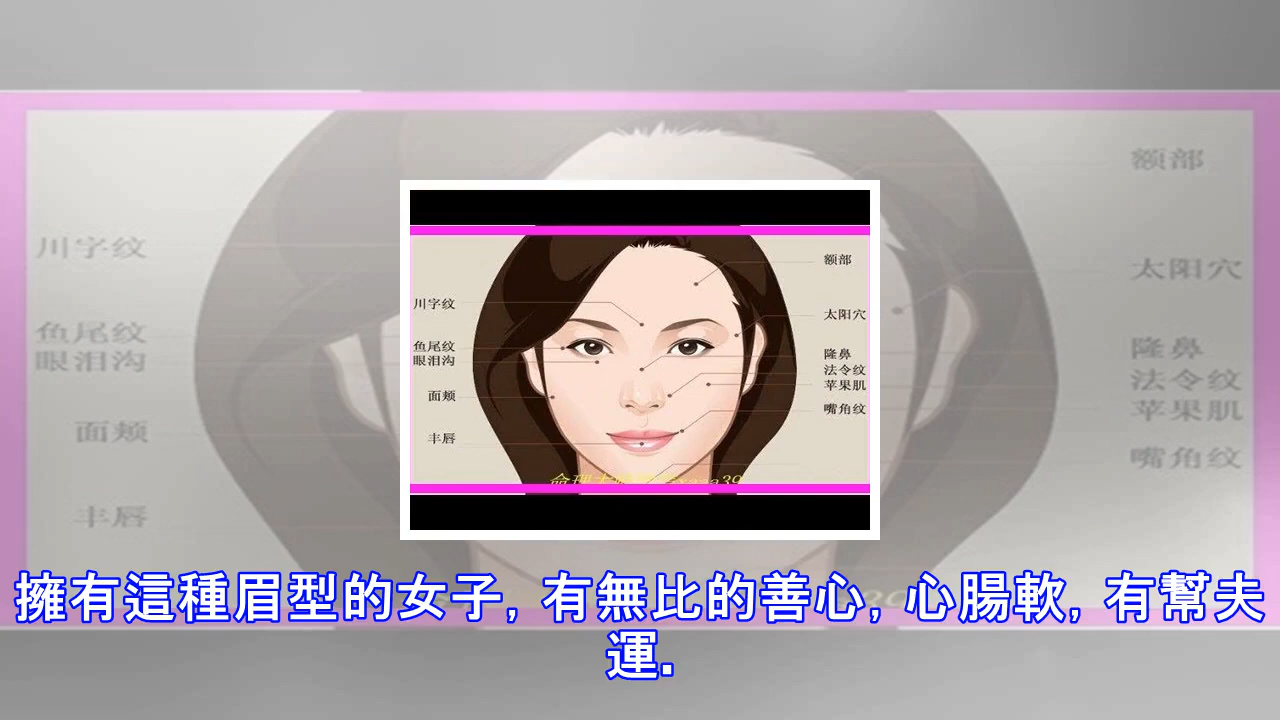 额部
川字纹
太阳穴
鱼尾纹
眼泪沟
隆鼻
法令纹
苹果肌
面颊
嘴角纹
丰唇
擁有這種眉型的女子, 有無比的善心, 心腸軟, 有幫夫
運.